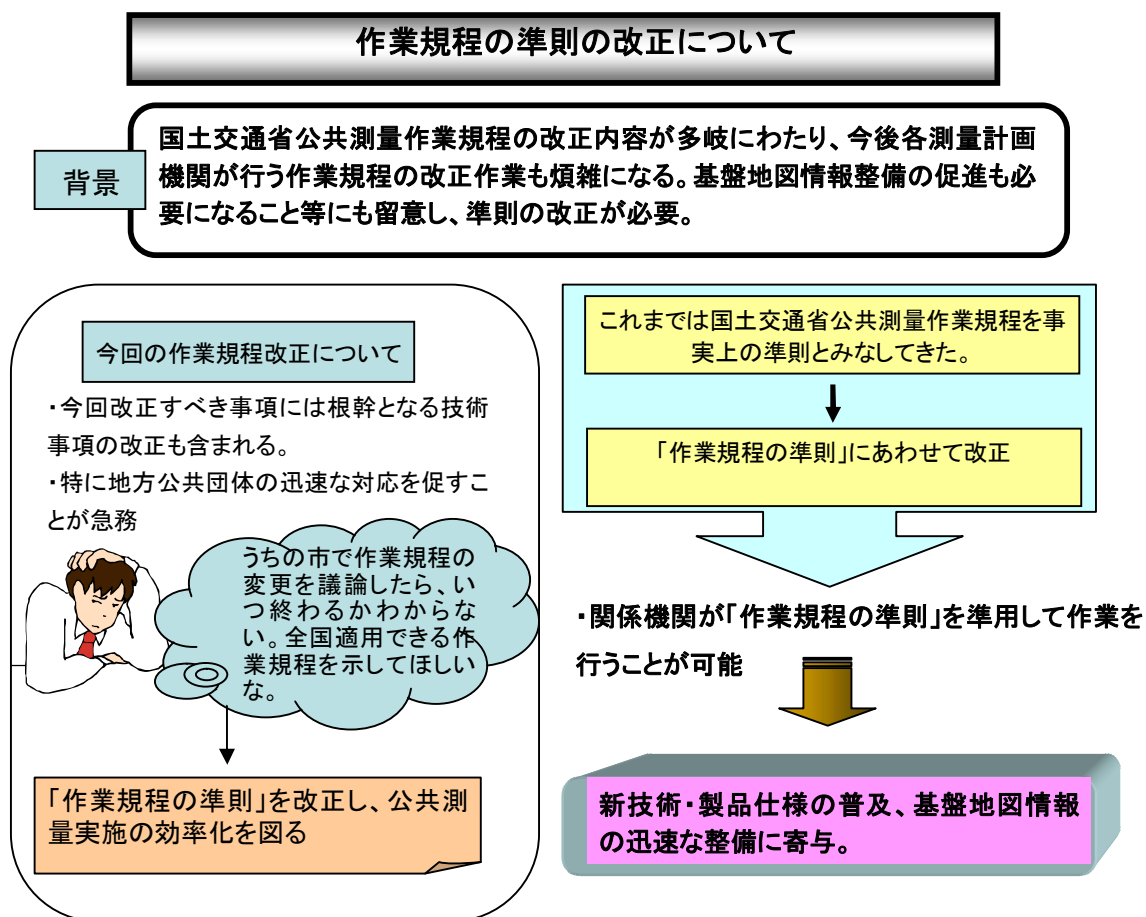 作業規程の準則の改正について
背景
国土交通省公共測量作業規程の改正内容が多岐にわたり、今後各測量計画
機関が行う作業規程の改正作業も煩雑になる。基盤地図情報整備の促進も必
要になること等にも留意し、準則の改正が必要。
今回の作業規程改正について
・今回改正すべき事項には根幹となる技術
事項の改正も含まれる。
・特に地方公共団体の迅速な対応を促すこ
とが急務
うちの市で作業規程の
変更を議論したら、い
つ終わるかわからな
い。全国適用できる作
業規程を示してほしい
な。
「作業規程の準則」を改正し、公共測
量実施の効率化を図る
これまでは国土交通省公共測量作業規程を事
実上の準則とみなしてきた。
「作業規程の準則」にあわせて改正
・関係機関が「作業規程の準則」を準用して作業を
行うことが可能
新技術・製品仕様の普及、基盤地図情報
の迅速な整備に寄与。